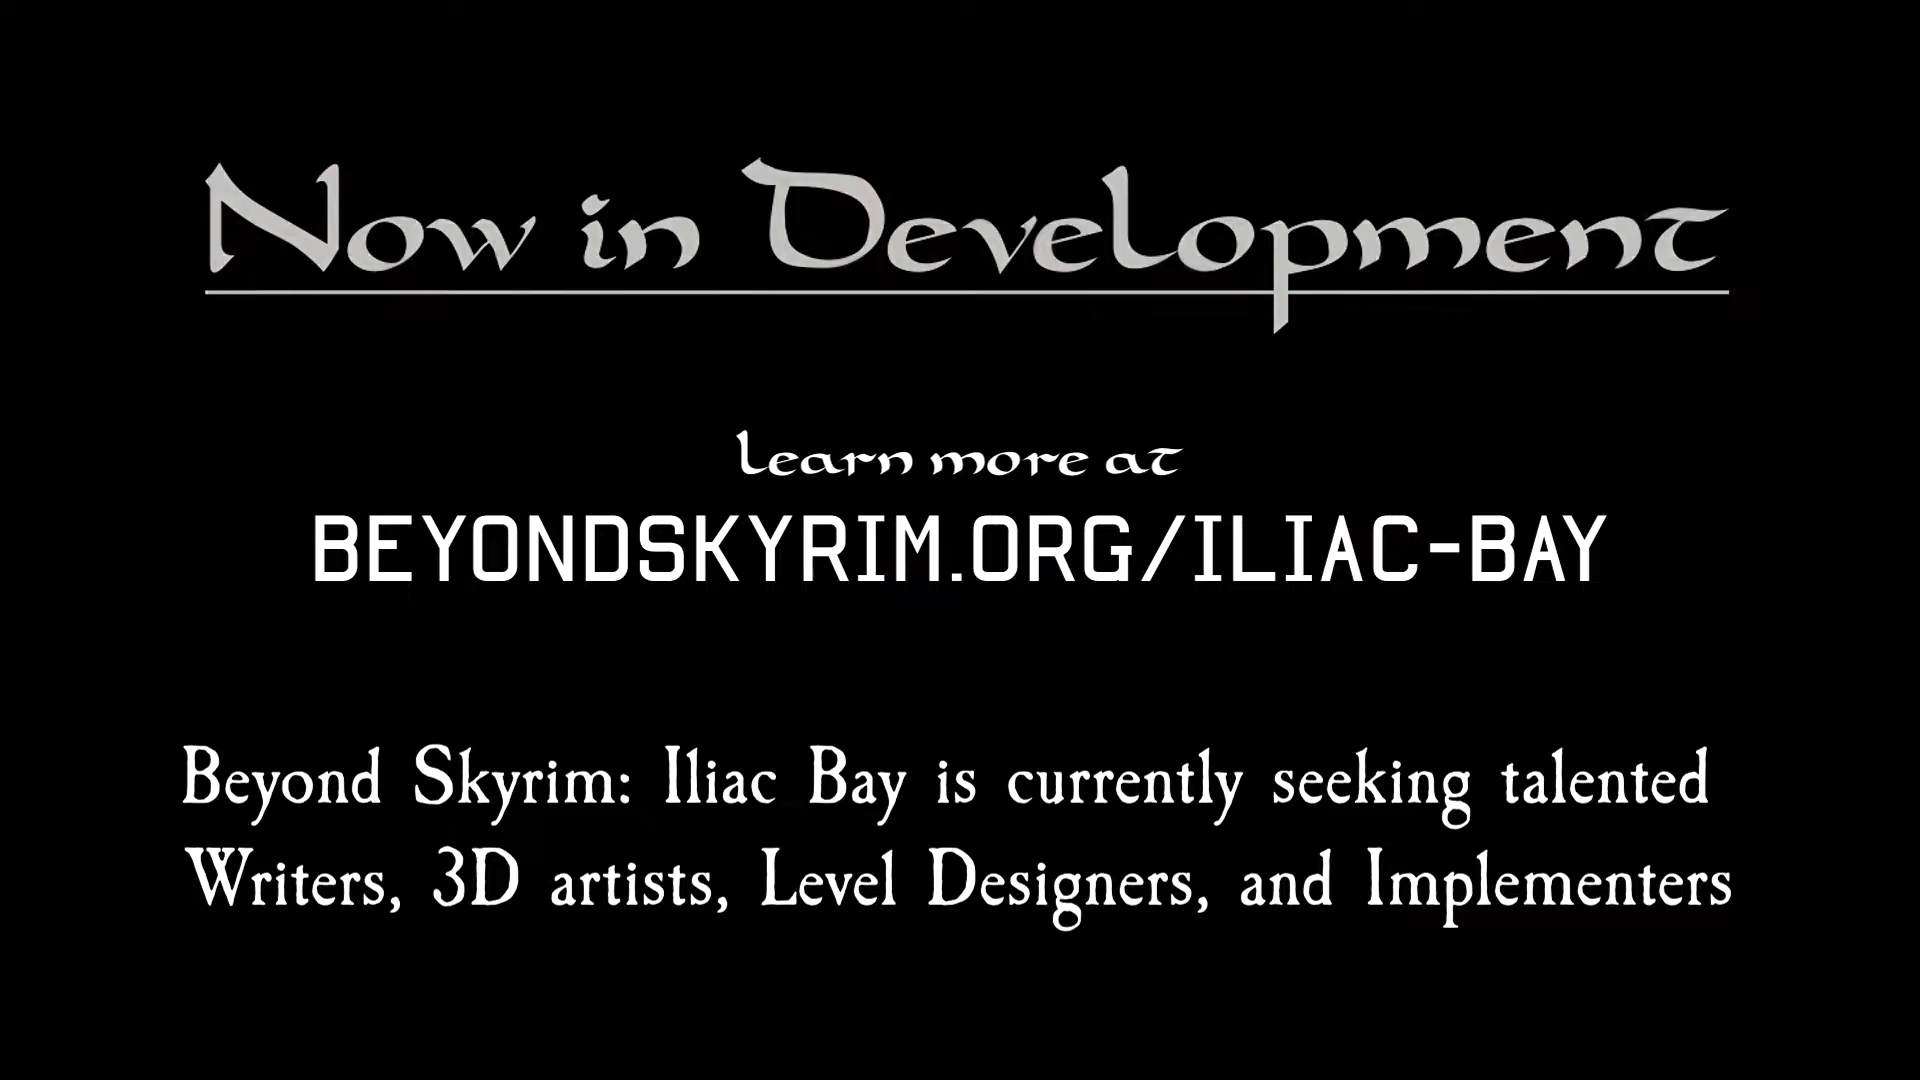 Now in Development
Learn more at
BEYONDSKYRIM.ORG/ILIAC-BAY
Beyond Skyrim: Iliac Bay is currently seeking talented
Writers, 3D artists, Level Designers, and Implementers